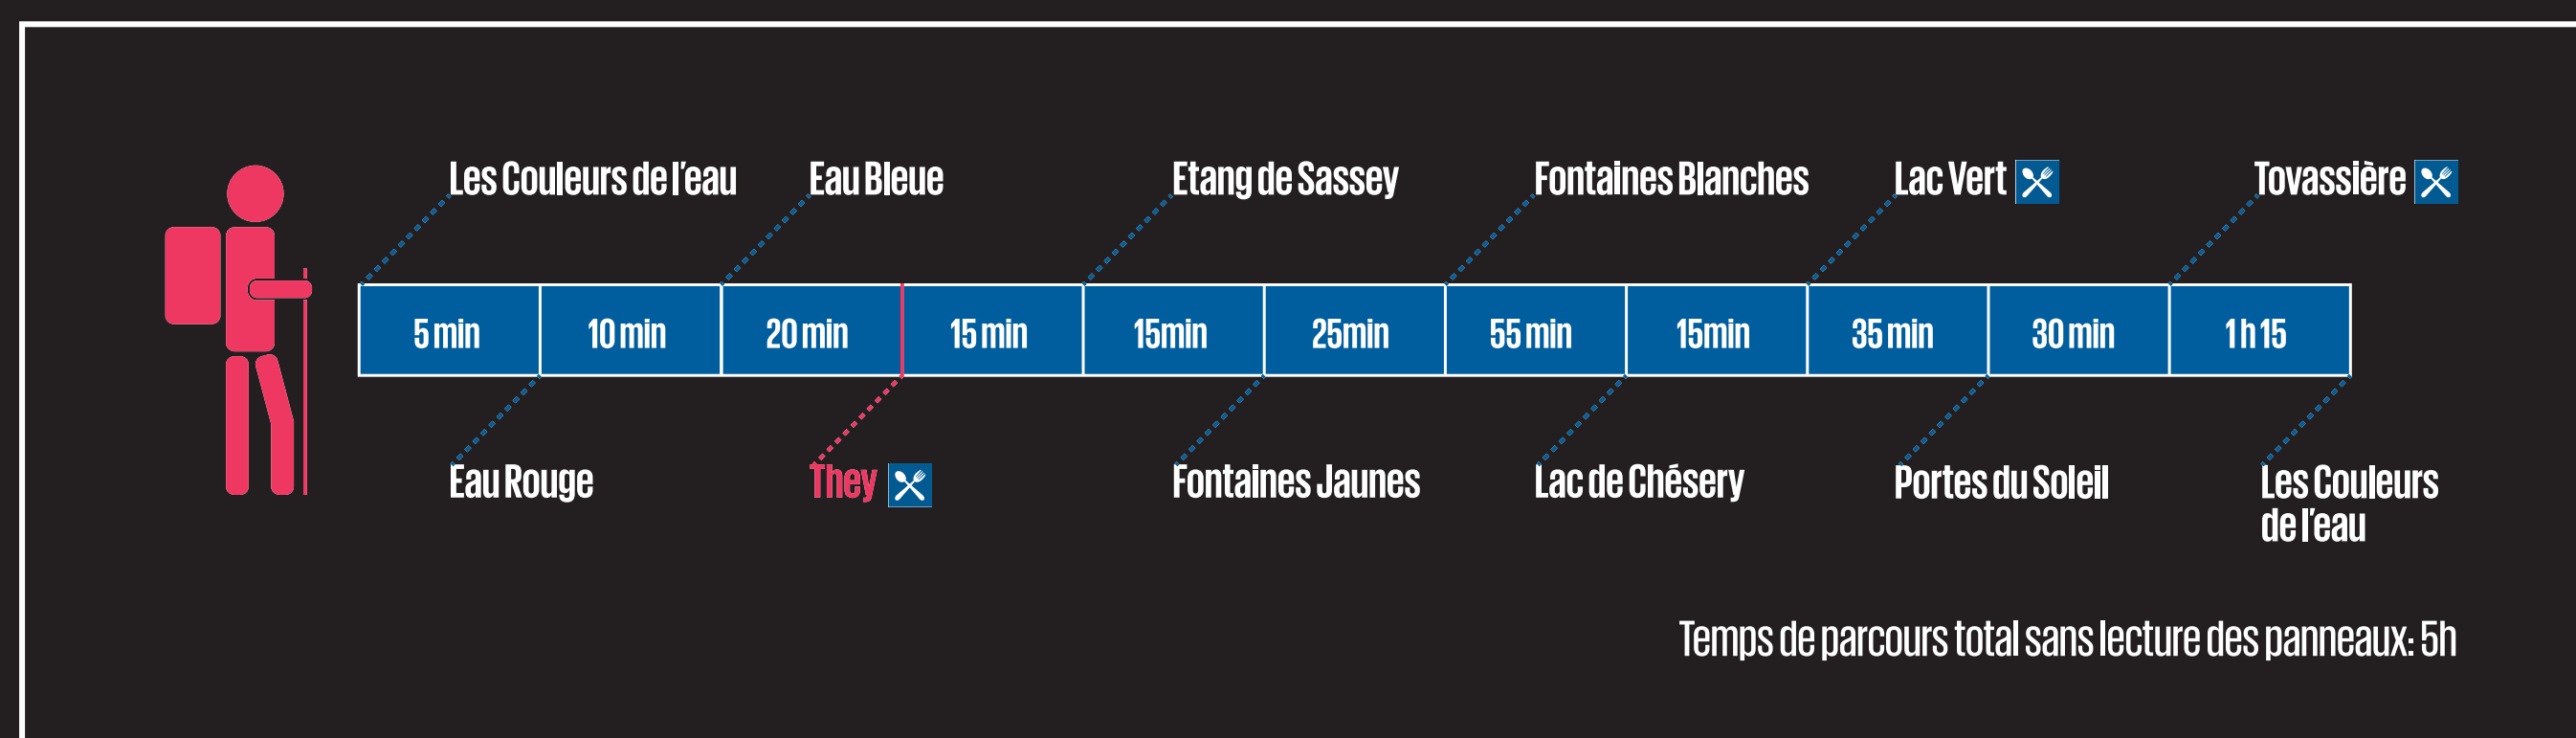 Les Couleurs de l'eau
Eau Bleue
Etang de Sassey
Fontaines Blanches
Lac Vert
Tovassière
5 min
10 min
20 min
15 min
15min
25min
55 min
15min
35 min
30 min
1 h 15
Eau Rouge
They
Fontaines Jaunes
Lac de Chésery
Portes du Soleil
Les Couleurs
de l'eau
Temps de parcours total sans lecture des panneaux: 5h